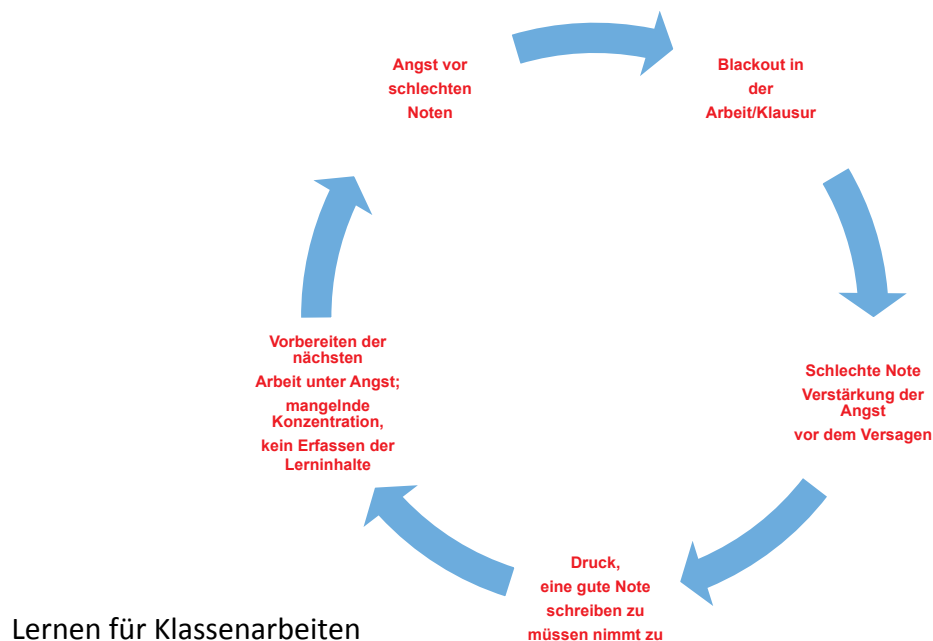 Angst vor
schlechten
Noten
Blackout in
der
Arbeit/Klausur
Schlechte Note
Verstärkung der
Angst
vor dem Versagen
Druck,
eine gute Note
schreiben zu
müssen nimmt zu
Vorbereiten der
nächsten
Arbeit unter Angst;
mangelnde
Konzentration,
kein Erfassen der
Lerninhalte
Lernen für Klassenarbeiten